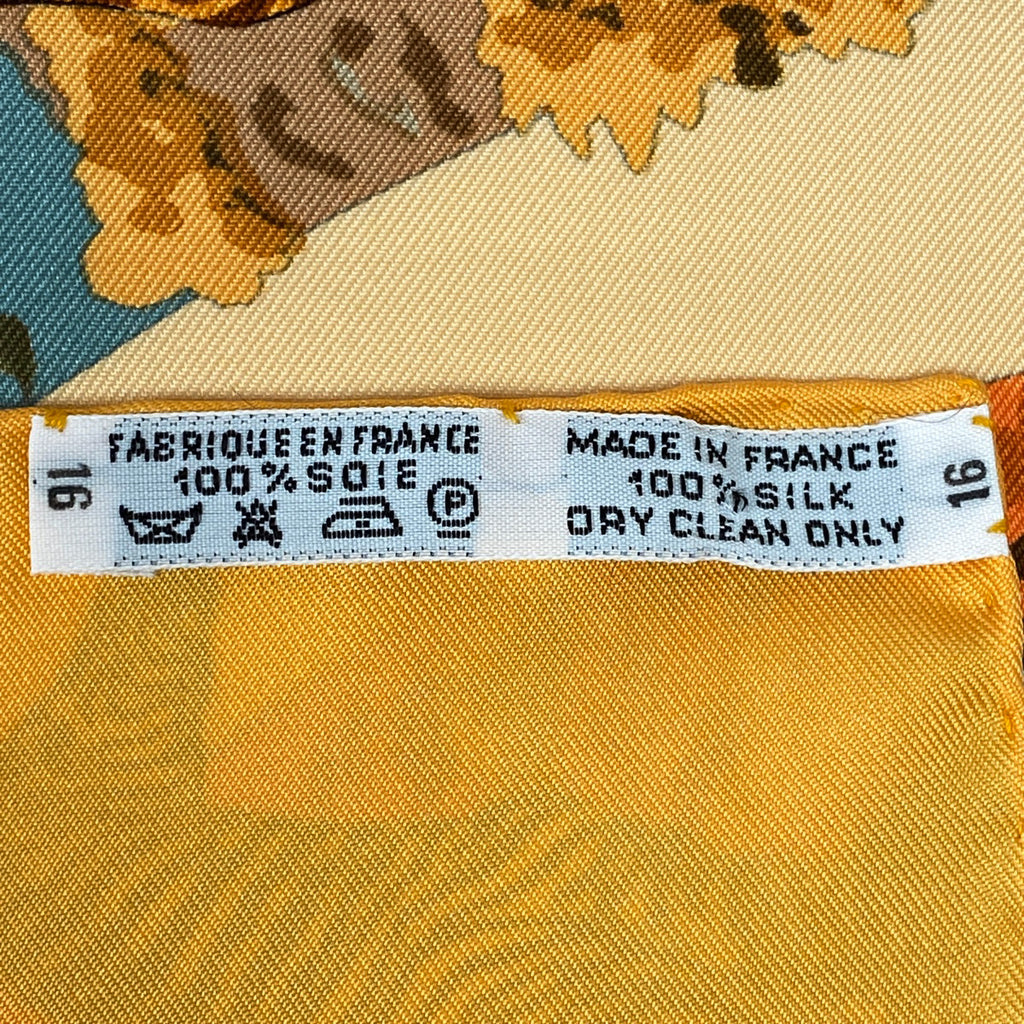 16
FABRIQUE EN FRANCE
100% SOIE
P
MADE IN FRANCE
100% SILK
DRY CLEAN ONLY
16